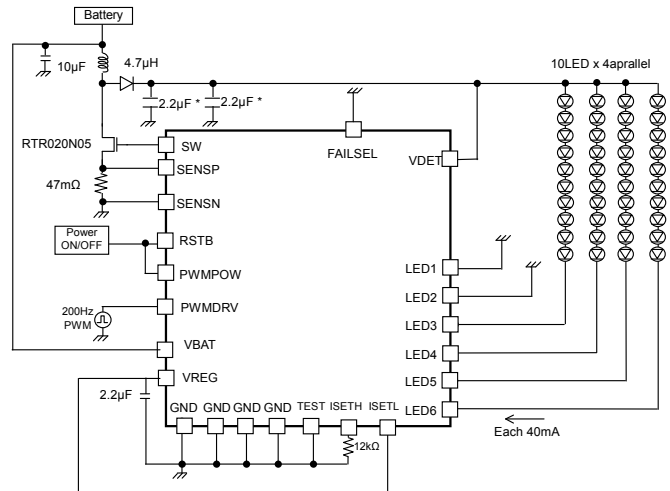 Battery
10µF
4.7µH
2.2µF *
2.2µF *
10LED x 4aprallel
RTR020N05
47mΩ
SW
SENSP
SENSN
FAILSEL
VDET
Power
ON/OFF
RSTB
PWMPOW
200Hz
PWM
PWMDRV
VBAT
VREG
2.2µF
LED1
LED2
LED3
LED4
LED5
LED6
GND
GND
GND
GND
TEST
ISETH
ISETL
12kΩ
Each 40mA